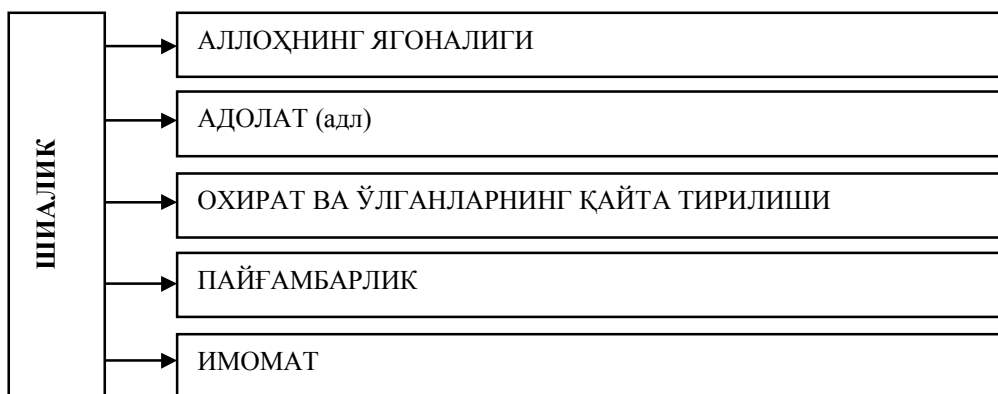 ШИАЛИК
АЛЛОҲНИНГ ЯГОНАЛИГИ
АДОЛАТ (адл)
ОХИРАТ ВА ЎЛГАНЛАРНИНГ ҚАЙТА ТИРИЛИШИ
ПАЙҒАМБАРЛИК
ИМОМАТ